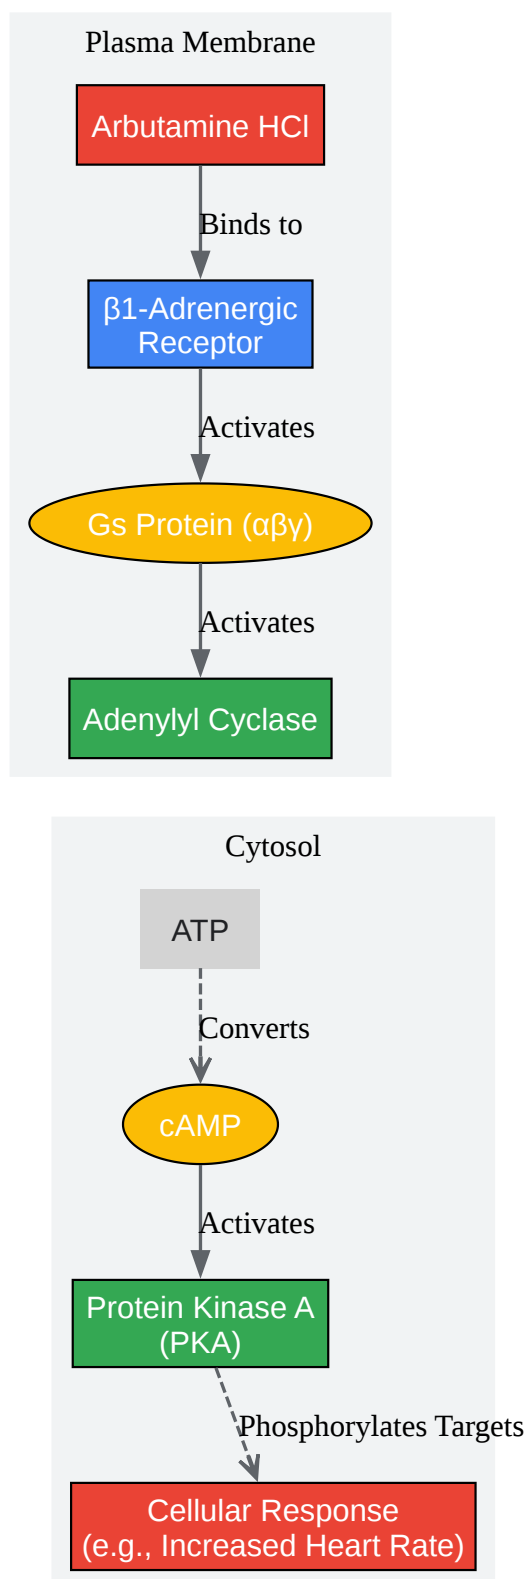 Plasma Membrane
Arbutamine HCl
Binds to
β1-Adrenergic
Receptor
Activates
Gs Protein (αβγ)
Activates
Adenylyl Cyclase
Cytosol
ATP
Converts
cAMP
Activates
Protein Kinase A
(PKA)
Phosphorylates Targets
Cellular Response
(e.g., Increased Heart Rate)